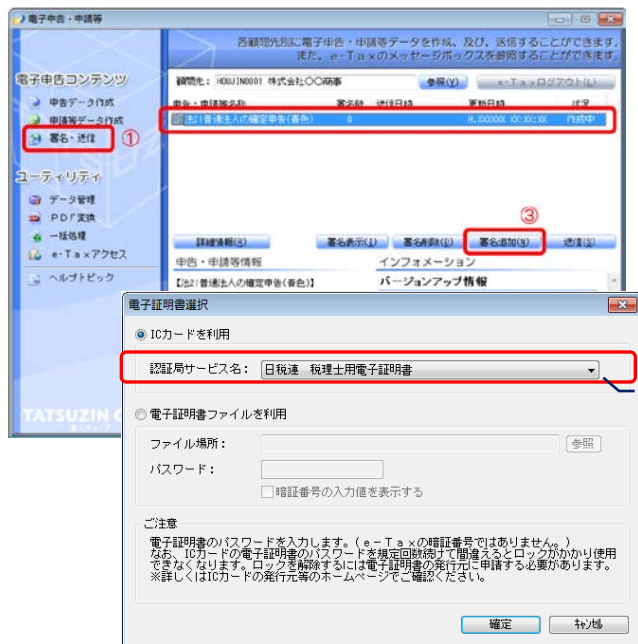 電子申告・申請等
各顧問先別に電子申告・申請等データを作成、及び、送信することができます。
また、e-Taxのメッセージボックスを参照することができます。
電子申告コンテンツ
申告データ作成
申請等データ作成
署名・送信
①
ユーティリティ
データ管理
PDF変換
一括処理
e-Taxアクセス
ヘルプトピック
顧問先: HOUJIN0001 株式会社○○商事
参照(Y)
e-Taxログアウト(L)
申告・申請等名称 署名数 送信日時 更新日時 状況
法21普通法人の確定申告(青色) 0 H.XXXXXX XX:XX:XX 作成中
③
詳細情報(R) 署名表示(I) 署名削除(D) 署名追加(N) 送信(S)
申告・申請等情報
インフォメーション
【法21普通法人の確定申告(青色)】
バージョンアップ情報
TATSUZIN
電子証明書選択
ICカードを利用
認証局サービス名: 日税連 税理士用電子証明書
電子証明書ファイルを利用
ファイル場所:
参照
パスワード:
暗証番号の入力値を表示する
ご注意
電子証明書のパスワードを入力します。(e-Taxの暗証番号ではありません。)
なお、ICカードの電子証明書のパスワードを規定回数続けて間違えるとロックがかかり使用
できなくなります。ロックを解除するには電子証明書の発行元に申請する必要があります。
※詳しくはICカードの発行元等のホームページでご確認ください。
確定
キャンセル